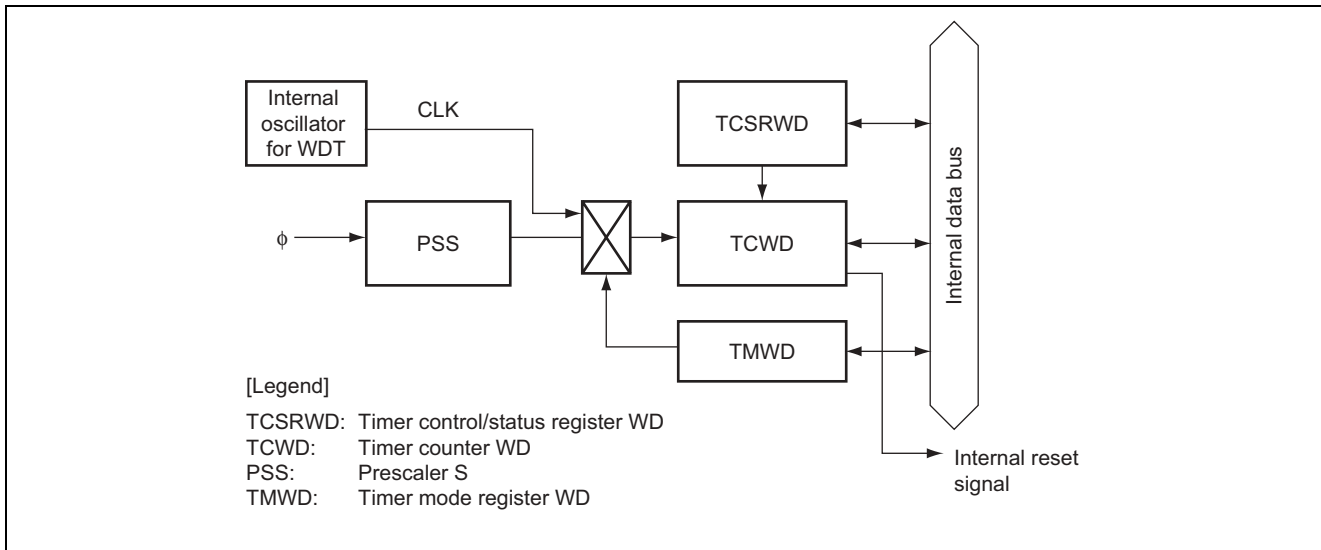 Internal
oscillator
for WDT
CLK
TCSRWD
φ
PSS
TCWD
TMWD
Internal data bus
[Legend]
TCSRWD: Timer control/status register WD
TCWD: Timer counter WD
PSS: Prescaler S
TMWD: Timer mode register WD
Internal reset
signal